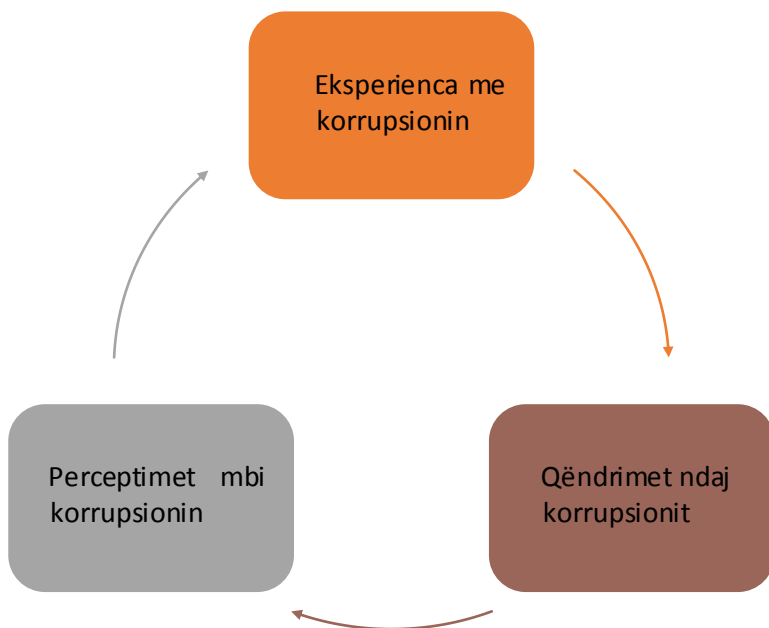 Eksperienca me
korrupsionin
Perceptimet mbi
korrupsionin
Qëndrimet ndaj
korrupsionit